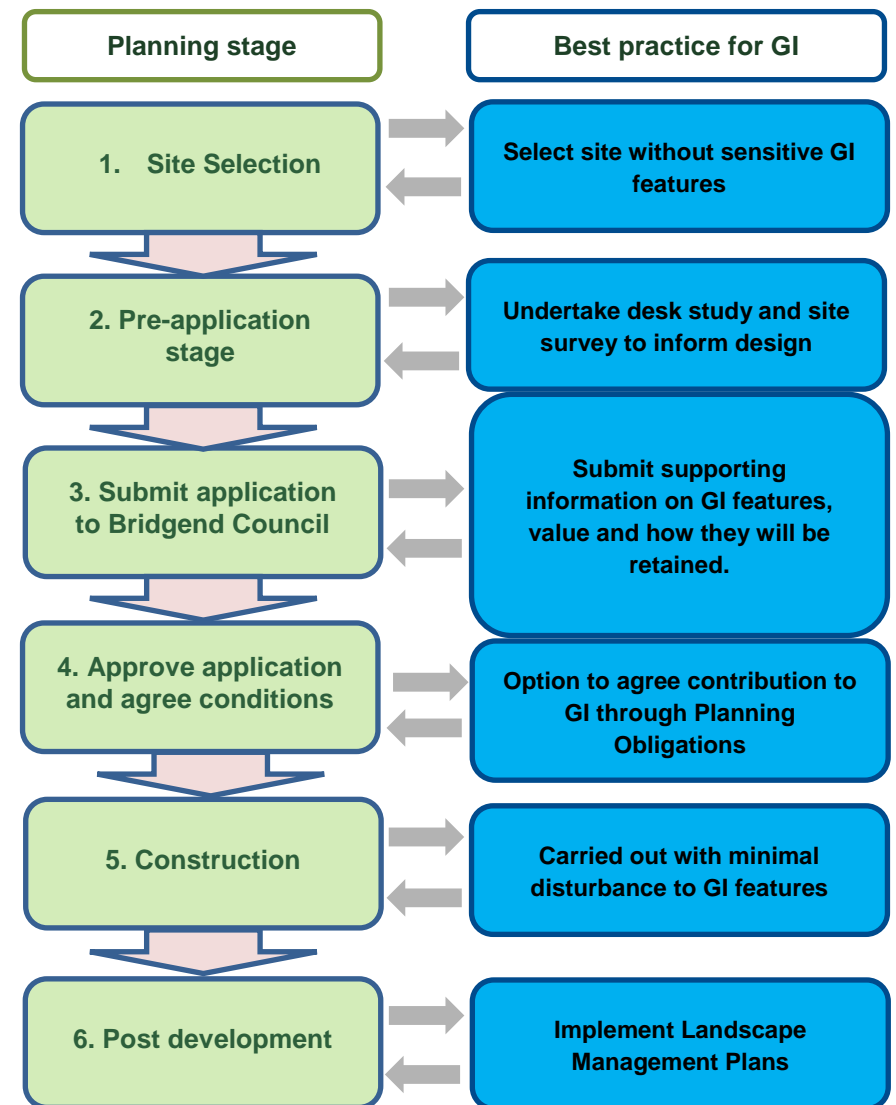 Planning stage
Best practice for GI
1. Site Selection
Select site without sensitive GI
features
2. Pre-application
stage
Undertake desk study and site
survey to inform design
3. Submit application
to Bridgend Council
Submit supporting
information on GI features,
value and how they will be
retained.
4. Approve application
and agree conditions
Option to agree contribution to
GI through Planning
Obligations
5. Construction
Carried out with minimal
disturbance to GI features
6. Post development
Implement Landscape
Management Plans